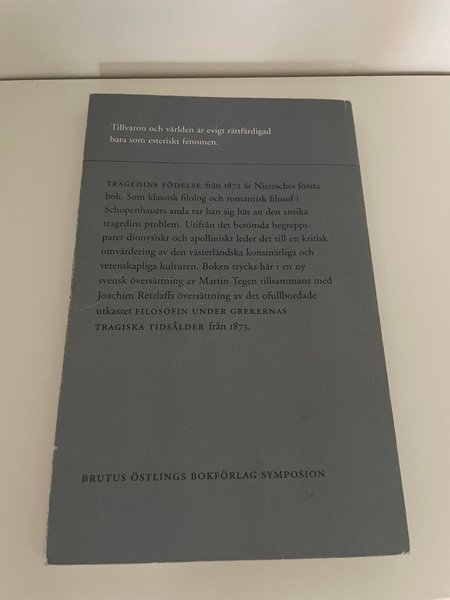 Tillvaron och världen är evigt rättfärdigad
bara som estetiskt fenomen.
TRAGEDINS FÖDELSE från 1872 är Nietzsches första
bok. Som klassisk filolog och romantisk filosof i
Schopenhauers anda tar han sig här an den antika
tragedins problem. Utifrån det berömda begrepps-
paret dionysiskt och apolliniskt leder det till en kritisk
omvärdering av den västerländska konstnärliga och
vetenskapliga kulturen. Boken trycks här i en ny
svensk översättning av Martin Tegen tillsammans med
Joachim Retzlaffs översättning av det ofullbordade
utkastet FILOSOFIN UNDER GREKERNAS
TRAGISKA TIDSÅLDER från 1873.
BRUTUS ÖSTLINGS BOKFÖRLAG SYMPOSION